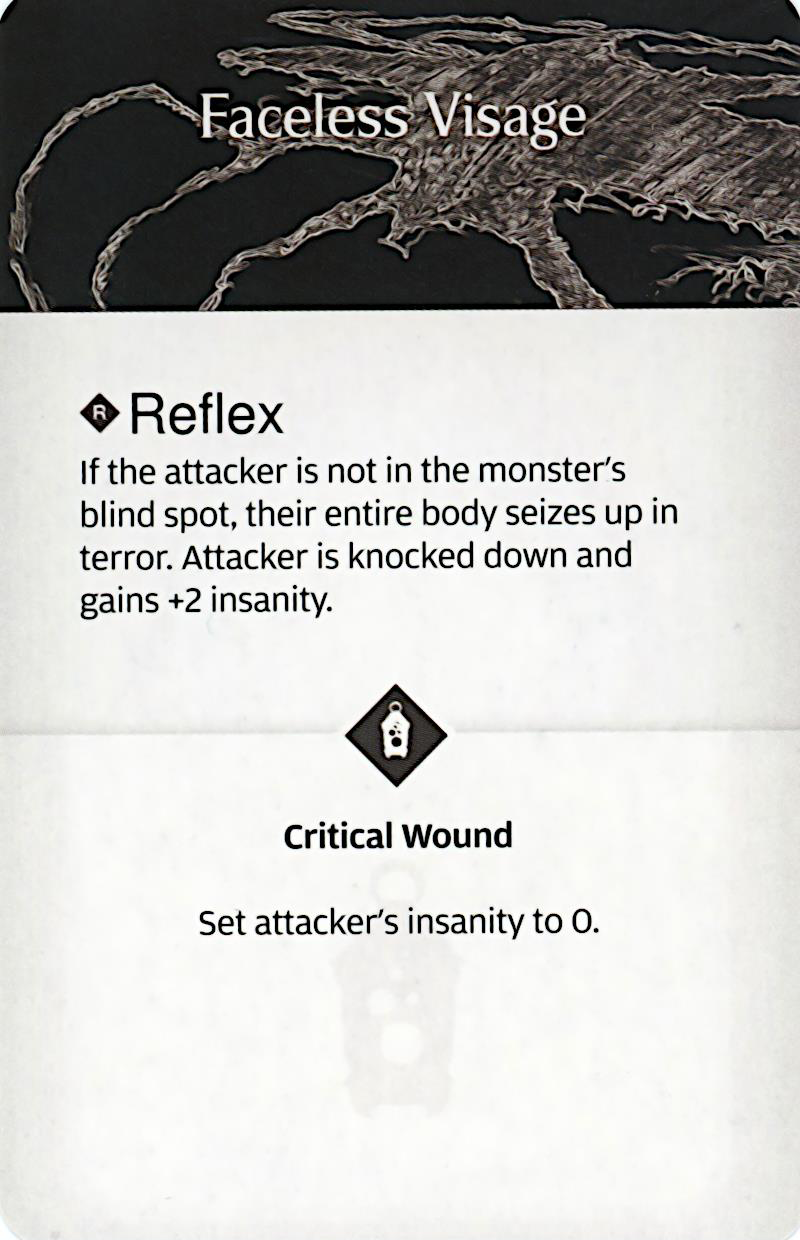 Faceless Visage
R Reflex
If the attacker is not in the monster's
blind spot, their entire body seizes up in
terror. Attacker is knocked down and
gains +2 insanity.
Critical Wound
Set attacker's insanity to 0.